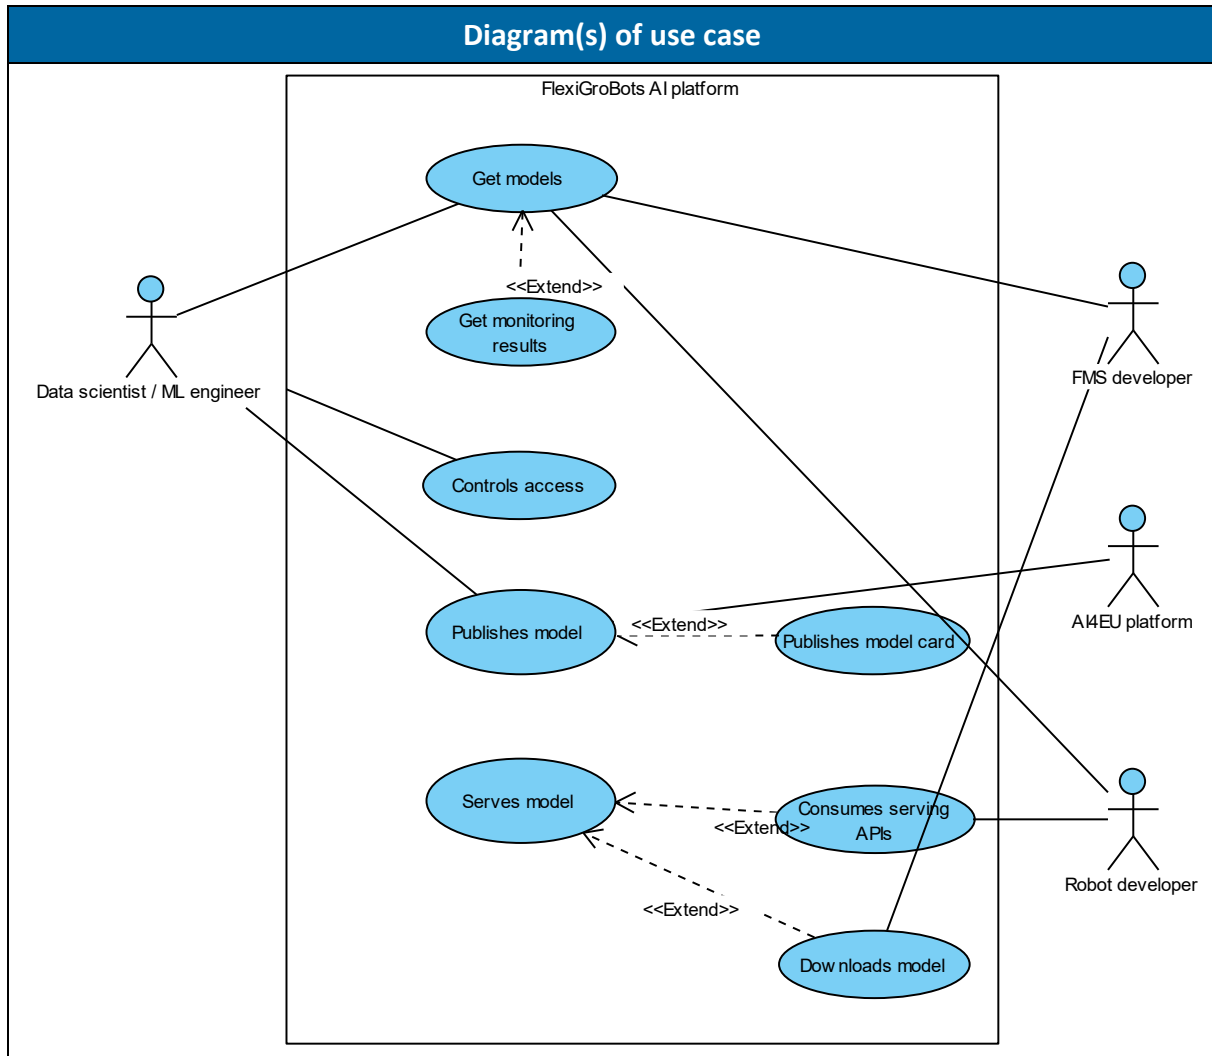 Diagram(s) of use case
FlexiGroBots AI platform
Get models
<<Extend>>
Get monitoring
results
Data scientist / ML engineer
FMS developer
Controls access
Publishes model
<<Extend>>
Publishes model card
AI4EU platform
Serves model
Consumes serving
APIs
<<Extend>>
Robot developer
<<Extend>>
Downloads model